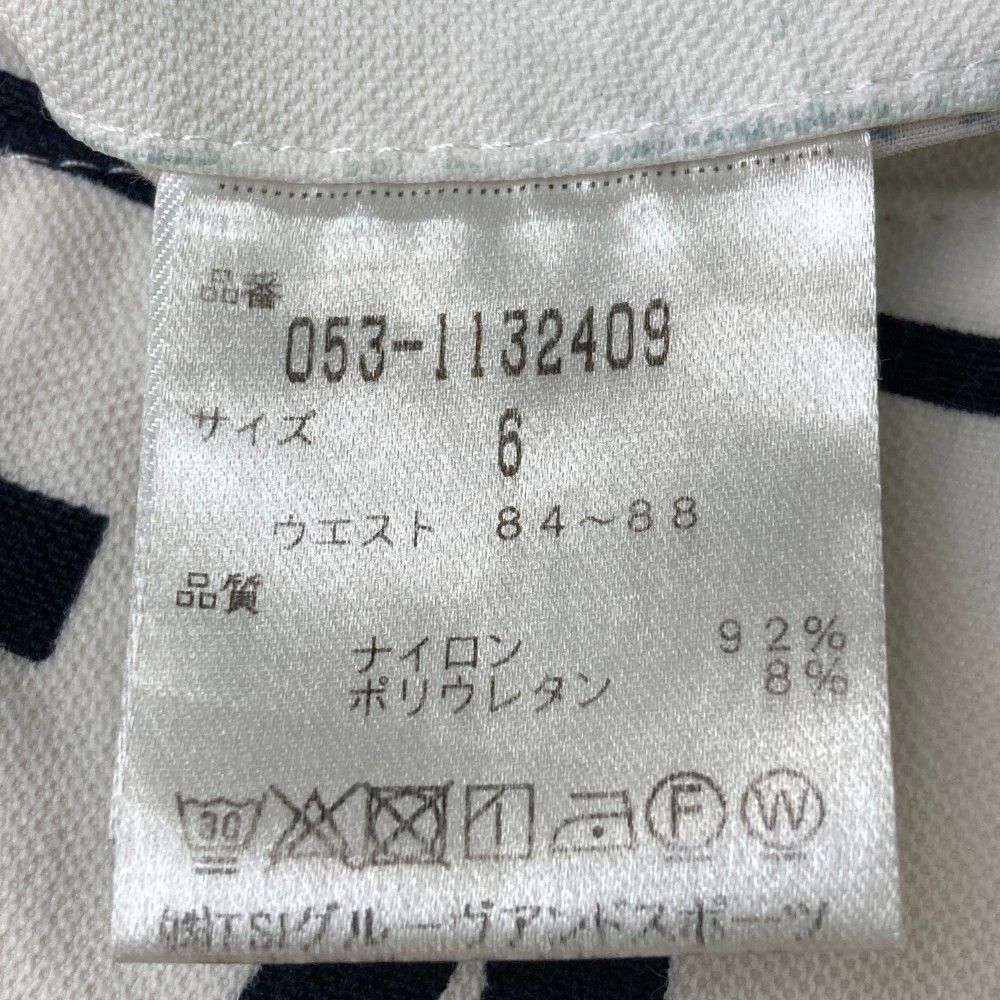 品番
053-1132409
サイズ 6
ウエスト 84～88
品質
ナイロン 92%
ポリウレタン 8%
30 F W
㈱TSIグルーヴアンドスポーツ